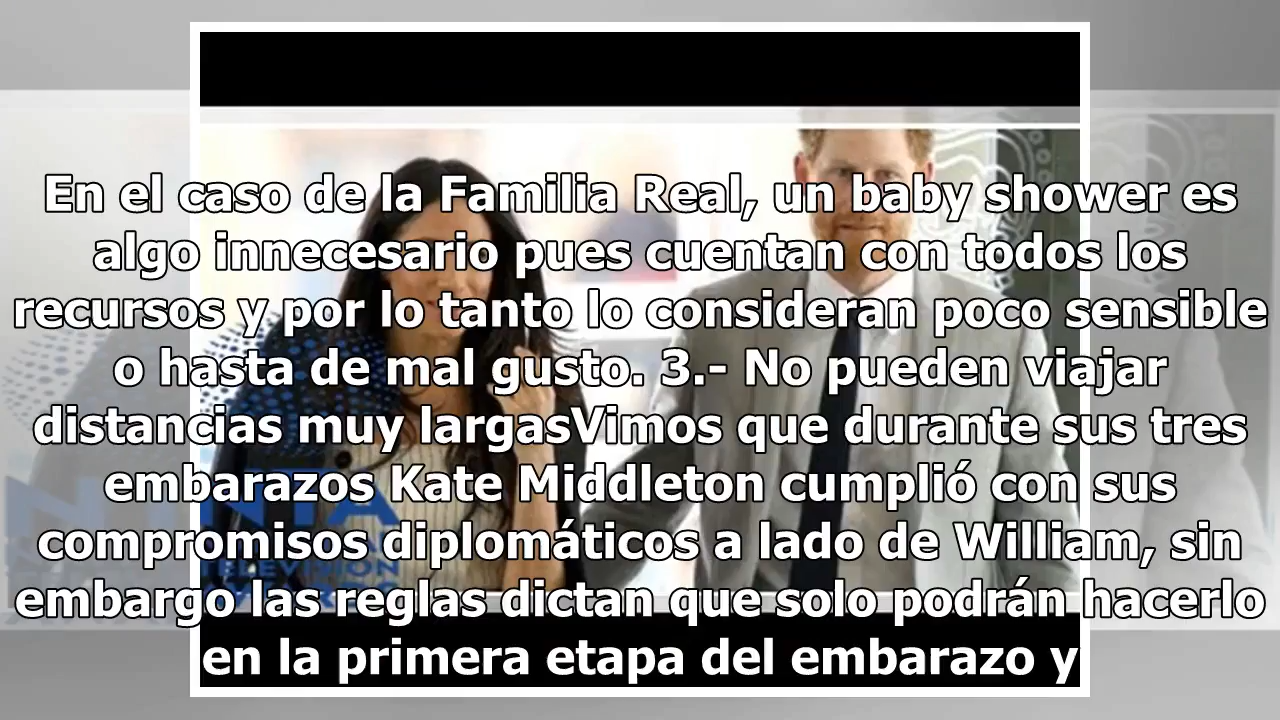 En el caso de la Familia Real, un baby shower es
algo innecesario pues cuentan con todos los
recursos y por lo tanto lo consideran poco sensible
o hasta de mal gusto. 3.- No pueden viajar
distancias muy largasVimos que durante sus tres
embarazos Kate Middleton cumplió con sus
compromisos diplomáticos a lado de William, sin
embargo las reglas dictan que solo podrán hacerlo
en la primera etapa del embarazo y
TELEVISION